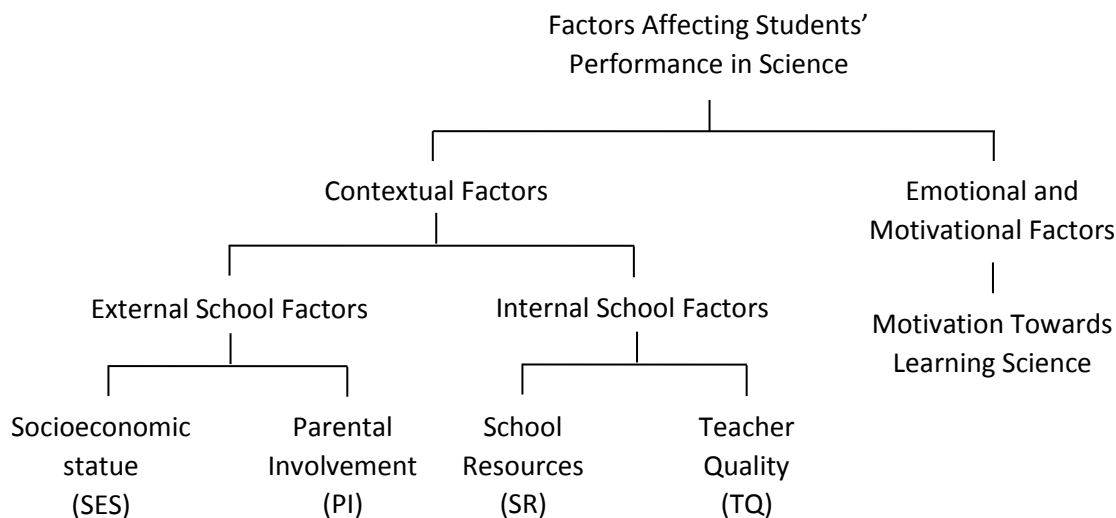 Factors Affecting Students’
Performance in Science
Contextual Factors
Emotional and
Motivational Factors
External School Factors
Internal School Factors
Motivation Towards
Learning Science
Socioeconomic
statue
(SES)
Parental
Involvement
(PI)
School
Resources
(SR)
Teacher
Quality
(TQ)